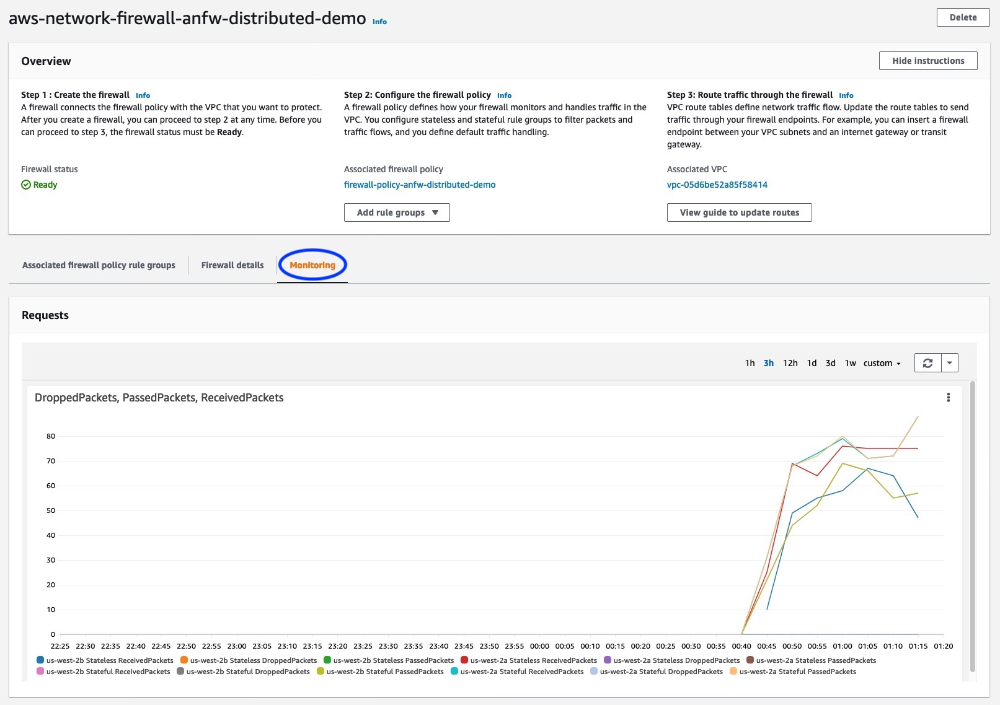 aws-network-firewall-anfw-distributed-demo Info
Delete
Overview
Hide instructions
Step 1 : Create the firewall Info
A firewall connects the firewall policy with the VPC that you want to protect.
After you create a firewall, you can proceed to step 2 at any time. Before you
can proceed to step 3, the firewall status must be Ready.
Firewall status
Ready
Step 2: Configure the firewall policy Info
A firewall policy defines how your firewall monitors and handles traffic in the
VPC. You configure stateless and stateful rule groups to filter packets and
traffic flows, and you define default traffic handling.
Associated firewall policy
firewall-policy-anfw-distributed-demo
Add rule groups
Step 3: Route traffic through the firewall Info
VPC route tables define network traffic flow. Update the route tables to send
traffic through your firewall endpoints. For example, you can insert a firewall
endpoint between your VPC subnets and an internet gateway or transit
gateway.
Associated VPC
vpc-05d6be52a85f58414
View guide to update routes
Associated firewall policy rule groups Firewall details Monitoring
Requests
1h 3h 12h 1d 3d 1w custom
DroppedPackets, PassedPackets, ReceivedPackets
80
70
60
50
40
30
20
10
0
22:25 22:30 22:35 22:40 22:45 22:50 22:55 23:00 23:05 23:10 23:15 23:20 23:25 23:30 23:35 23:40 23:45 23:50 23:55 00:00 00:05 00:10 00:15 00:20 00:25 00:30 00:35 00:40 00:45 00:50 00:55 01:00 01:05 01:10 01:15 01:20
us-west-2b Stateless ReceivedPackets us-west-2b Stateless DroppedPackets us-west-2b Stateless PassedPackets us-west-2a Stateless ReceivedPackets us-west-2a Stateless DroppedPackets us-west-2a Stateless PassedPackets
us-west-2b Stateful ReceivedPackets us-west-2b Stateful DroppedPackets us-west-2b Stateful PassedPackets us-west-2a Stateful ReceivedPackets us-west-2a Stateful DroppedPackets us-west-2a Stateful PassedPackets